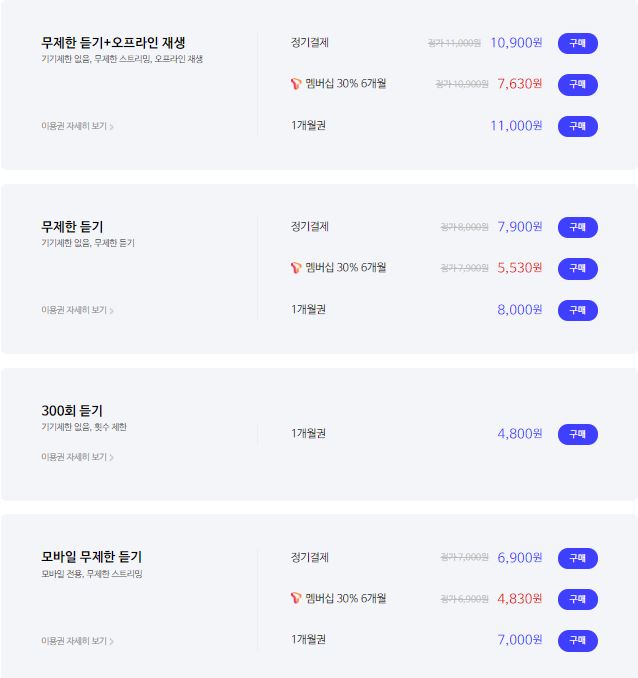 무제한 듣기+오프라인 재생
기기제한 없음, 무제한 스트리밍, 오프라인 재생
이용권 자세히 보기 >
정기결제 정가 11,000원 10,900원 구매
멤버십 30% 6개월 정가 10,900원 7,630원 구매
1개월권 11,000원 구매
무제한 듣기
기기제한 없음, 무제한 듣기
이용권 자세히 보기 >
정기결제 정가 8,000원 7,900원 구매
멤버십 30% 6개월 정가 7,900원 5,530원 구매
1개월권 8,000원 구매
300회 듣기
기기제한 없음, 횟수 제한
이용권 자세히 보기 >
1개월권 4,800원 구매
모바일 무제한 듣기
모바일 전용, 무제한 스트리밍
이용권 자세히 보기 >
정기결제 정가 7,000원 6,900원 구매
멤버십 30% 6개월 정가 6,900원 4,830원 구매
1개월권 7,000원 구매